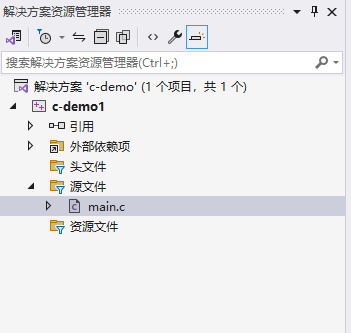 解决方案资源管理器
搜索解决方案资源管理器(Ctrl+;)
解决方案 'c-demo' (1 个项目，共 1 个)
c-demo1
引用
外部依赖项
头文件
源文件
main.c
资源文件